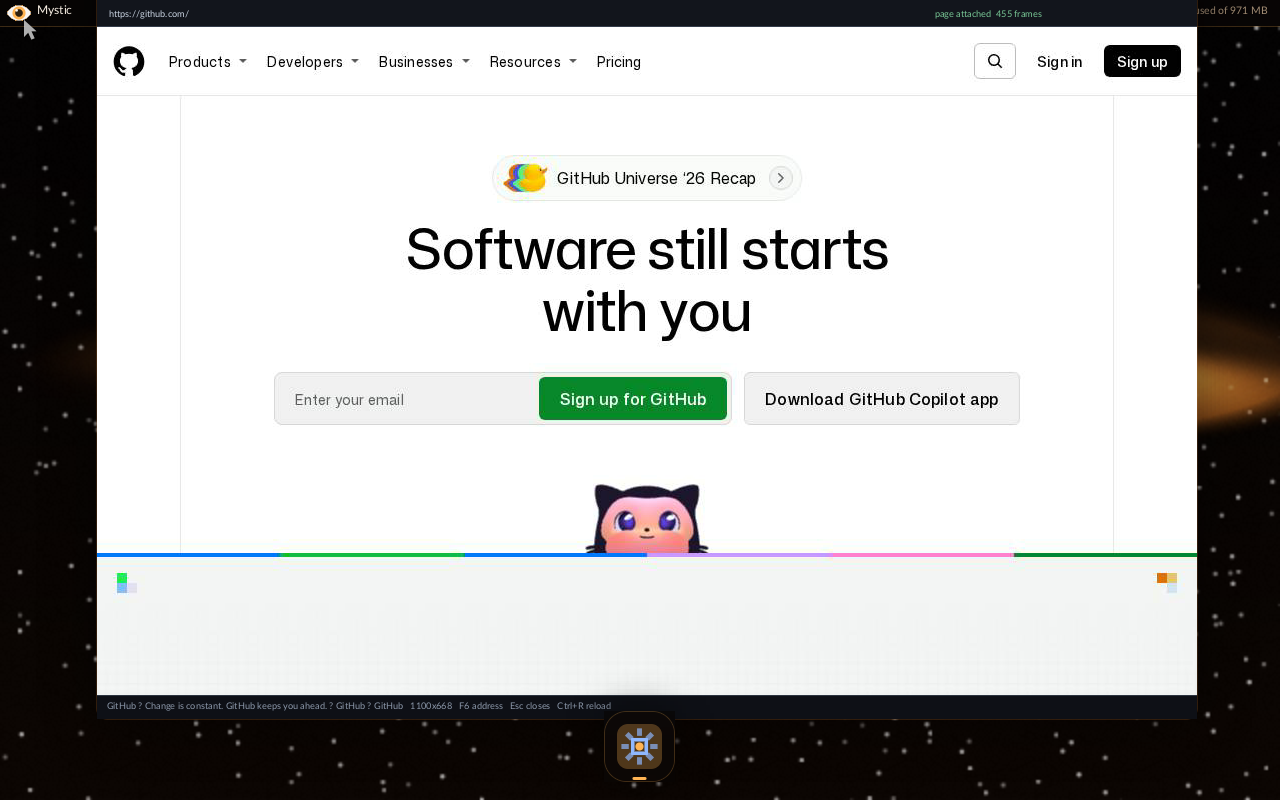 Mystic
https://github.com/
page attached 455 frames
used of 971 MB
Products
Developers
Businesses
Resources
Pricing
Sign in
Sign up
GitHub Universe ‘26 Recap
Software still starts
with you
Enter your email
Sign up for GitHub
Download GitHub Copilot app
GitHub ? Change is constant. GitHub keeps you ahead. ? GitHub ? GitHub 1100x668 F6 address Esc closes Ctrl+R reload